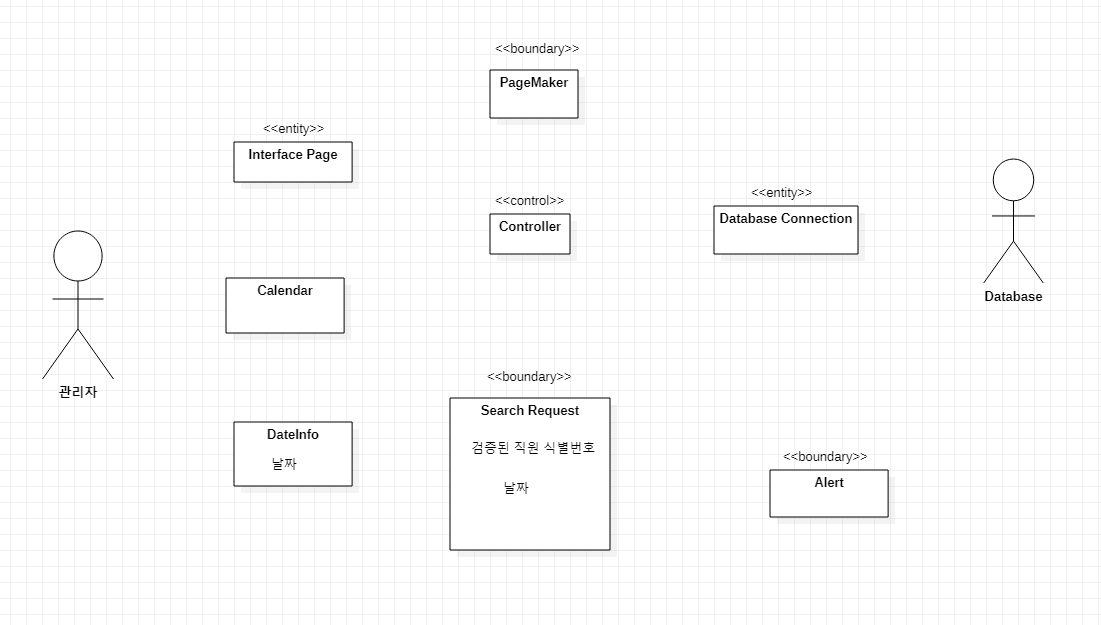 <<boundary>>
PageMaker
<<entity>>
Interface Page
<<control>>
Controller
<<entity>>
Database Connection
Database
Calendar
관리자
<<boundary>>
Search Request
검증된 직원 식별번호
날짜
DateInfo
날짜
<<boundary>>
Alert